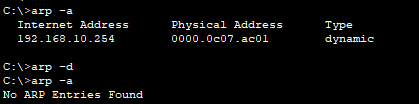 C:\>arp -a
Internet Address Physical Address Type
192.168.10.254 0000.0c07.ac01 dynamic
C:\>arp -d
C:\>arp -a
No ARP Entries Found